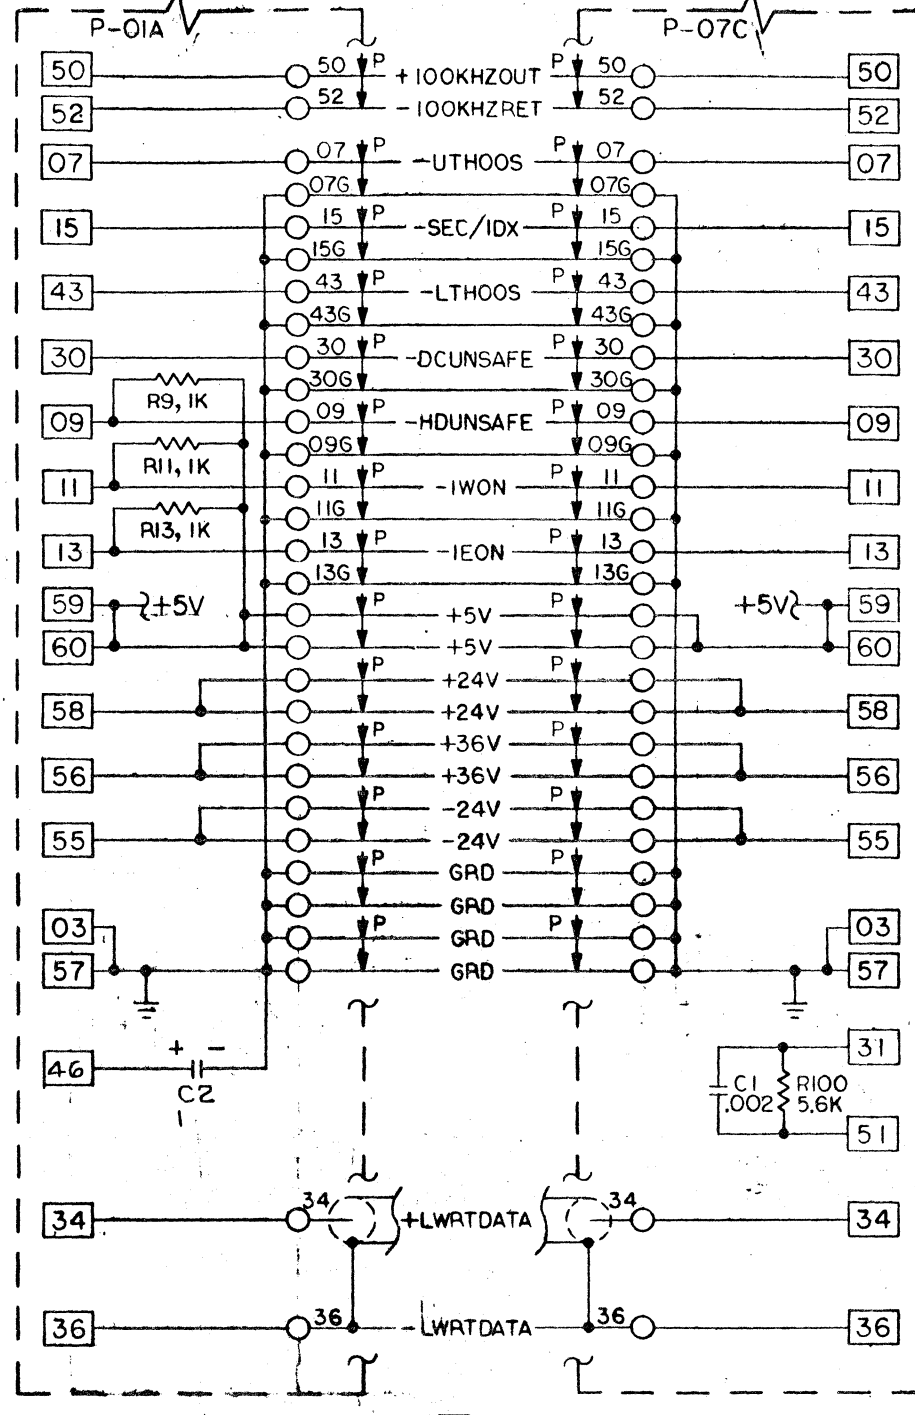 P-01A P-07C
50 50 P +100KHZOUT P 50 50
52 52 -100KHZRET 52 52
07 07 P -UTHOOS P 07 07
07G 07G
15 15 P -SEC/IDX P 15 15
15G 15G
43 43 P -LTHOOS P 43 43
43G 43G
30 30 P -DCUNSAFE P 30 30
30G 30G
R9, 1K
09 09 P -HDUNSAFE P 09 09
09G 09G
R11, 1K
11 11 P -IWON P 11 11
11G 11G
R13, 1K
13 13 P -IEON P 13 13
13G 13G
59 +5V P +5V P +5V 59
60 +5V 60
P +24V P
58 +24V 58
P +36V P
56 +36V 56
P -24V P
55 -24V 55
P GRD P
GRD
03 P GRD P 03
57 GRD 57
31
46 + - C2 1
C1 .002 R100 5.6K
51
34 34 +LWRTDATA 34 34
36 36 -LWRTDATA 36 36